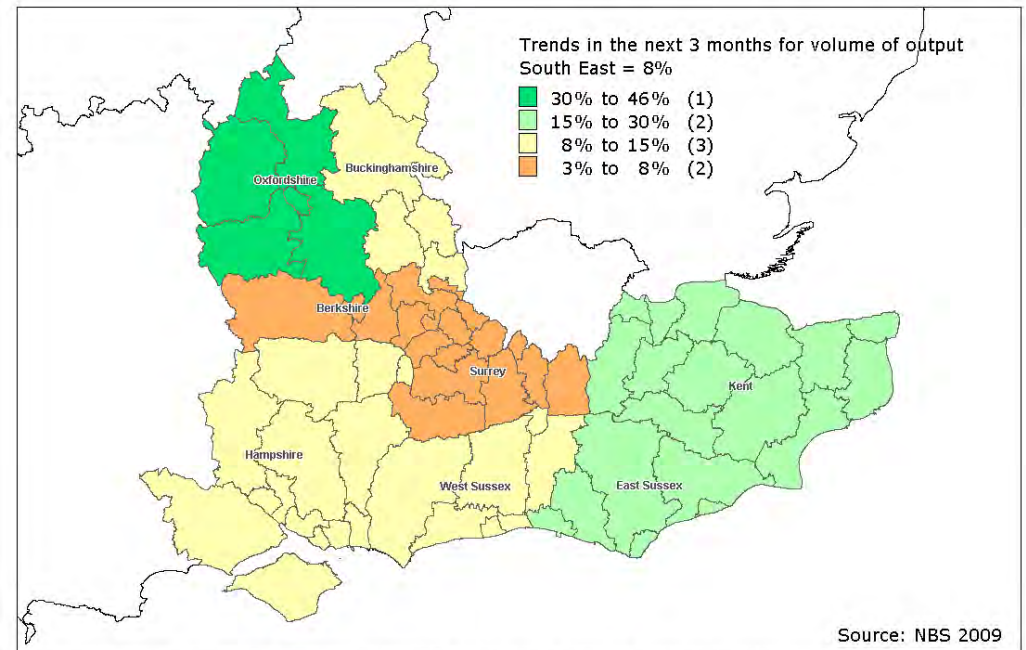 Trends in the next 3 months for volume of output
South East = 8%
30% to 46% (1)
15% to 30% (2)
8% to 15% (3)
3% to 8% (2)
Buckinghamshire
Oxfordshire
Berkshire
Surrey
Kent
Hampshire
West Sussex
East Sussex
Source: NBS 2009